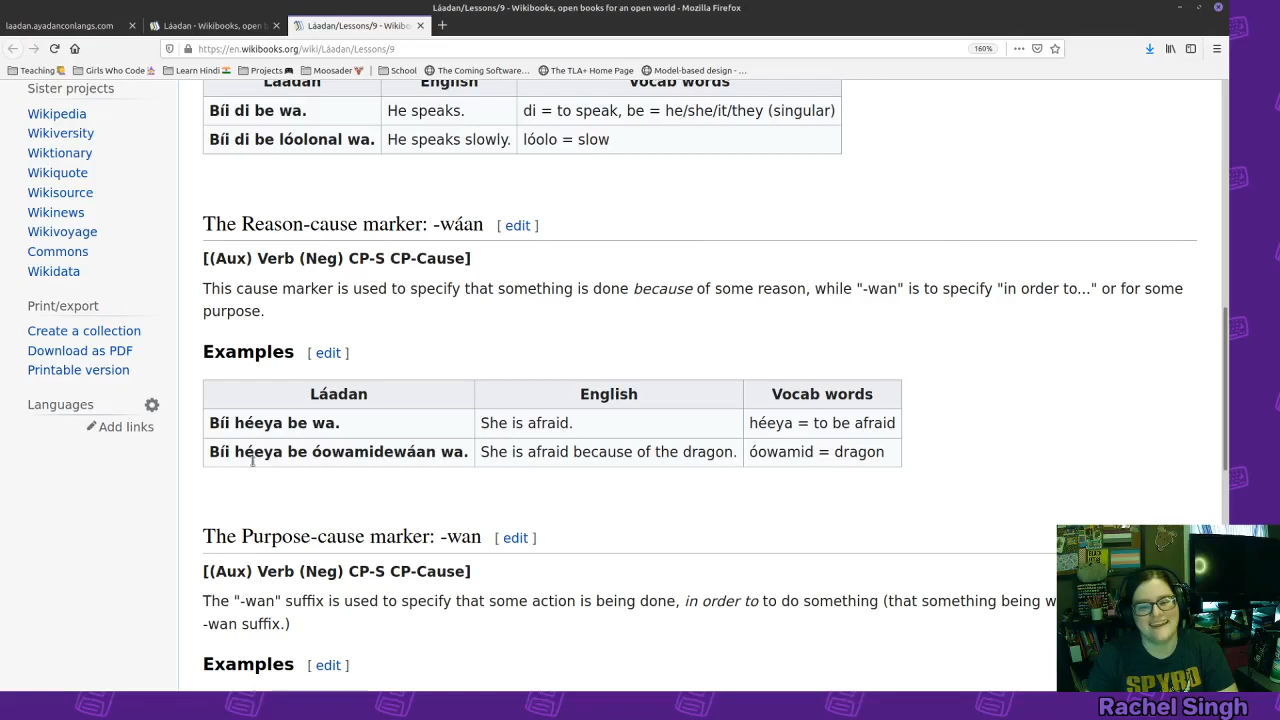 Láadan/Lessons/9 - Wikibooks, open books for an open world - Mozilla Firefox
laadan.ayadanconlangs.com
Láadan - Wikibooks, open b
Láadan/Lessons/9 - Wikibo
https://en.wikibooks.org/wiki/Láadan/Lessons/9
160%
Teaching
Girls Who Code
Learn Hindi
Projects
Moosader
School
The Coming Software...
The TLA+ Home Page
Model-based design - ...
Sister projects
Wikipedia
Wikiversity
Wiktionary
Wikiquote
Wikisource
Wikinews
Wikivoyage
Commons
Wikidata
Print/export
Create a collection
Download as PDF
Printable version
Languages
Add links
Láadan English Vocab words
Bíi di be wa. He speaks. di = to speak, be = he/she/it/they (singular)
Bíi di be lóolonal wa. He speaks slowly. lóolo = slow
The Reason-cause marker: -wáan [ edit ]
[(Aux) Verb (Neg) CP-S CP-Cause]
This cause marker is used to specify that something is done because of some reason, while "-wan" is to specify "in order to..." or for some
purpose.
Examples [ edit ]
Láadan English Vocab words
Bíi héeya be wa. She is afraid. héeya = to be afraid
Bíi héeya be óowamidewáan wa. She is afraid because of the dragon. óowamid = dragon
The Purpose-cause marker: -wan [ edit ]
[(Aux) Verb (Neg) CP-S CP-Cause]
The "-wan" suffix is used to specify that some action is being done, in order to to do something (that something being w
-wan suffix.)
Examples [ edit ]
SPYRO
Rachel Singh